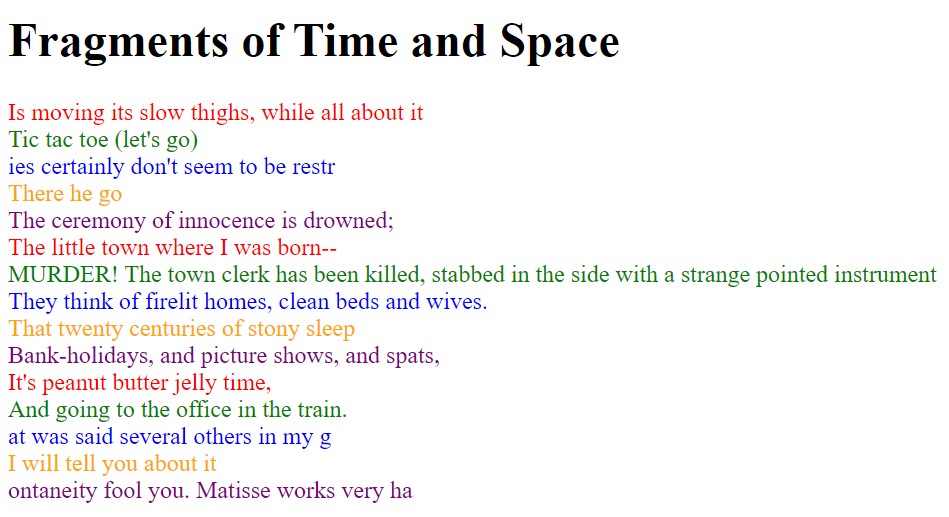 Fragments of Time and Space
Is moving its slow thighs, while all about it
Tic tac toe (let's go)
ies certainly don't seem to be restr
There he go
The ceremony of innocence is drowned;
The little town where I was born--
MURDER! The town clerk has been killed, stabbed in the side with a strange pointed instrument
They think of firelit homes, clean beds and wives.
That twenty centuries of stony sleep
Bank-holidays, and picture shows, and spats,
It's peanut butter jelly time,
And going to the office in the train.
at was said several others in my g
I will tell you about it
ontaneity fool you. Matisse works very ha